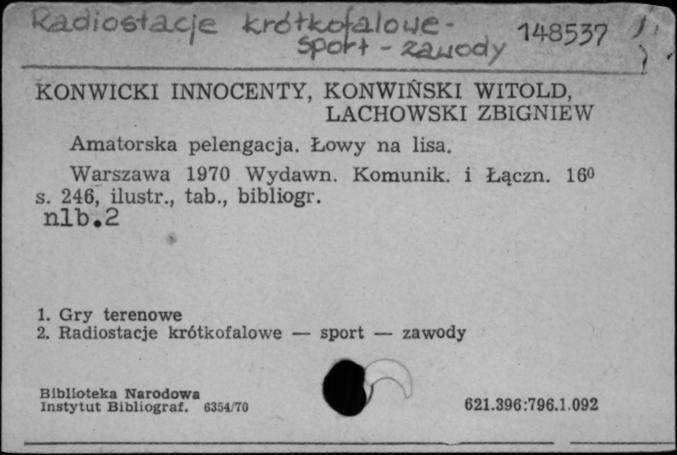 Radiostacje krótkofalowe -
sport - zawody 148537
KONWICKI INNOCENTY, KONWIŃSKI WITOLD,
LACHOWSKI ZBIGNIEW
Amatorska pelengacja. Łowy na lisa.
Warszawa 1970 Wydawn. Komunik. i Łączn. 16⁰
s. 246, ilustr., tab., bibliogr.
nlb.2
1. Gry terenowe
2. Radiostacje krótkofalowe — sport — zawody
Biblioteka Narodowa
Instytut Bibliograf. 6354/70
621.396:796.1.092